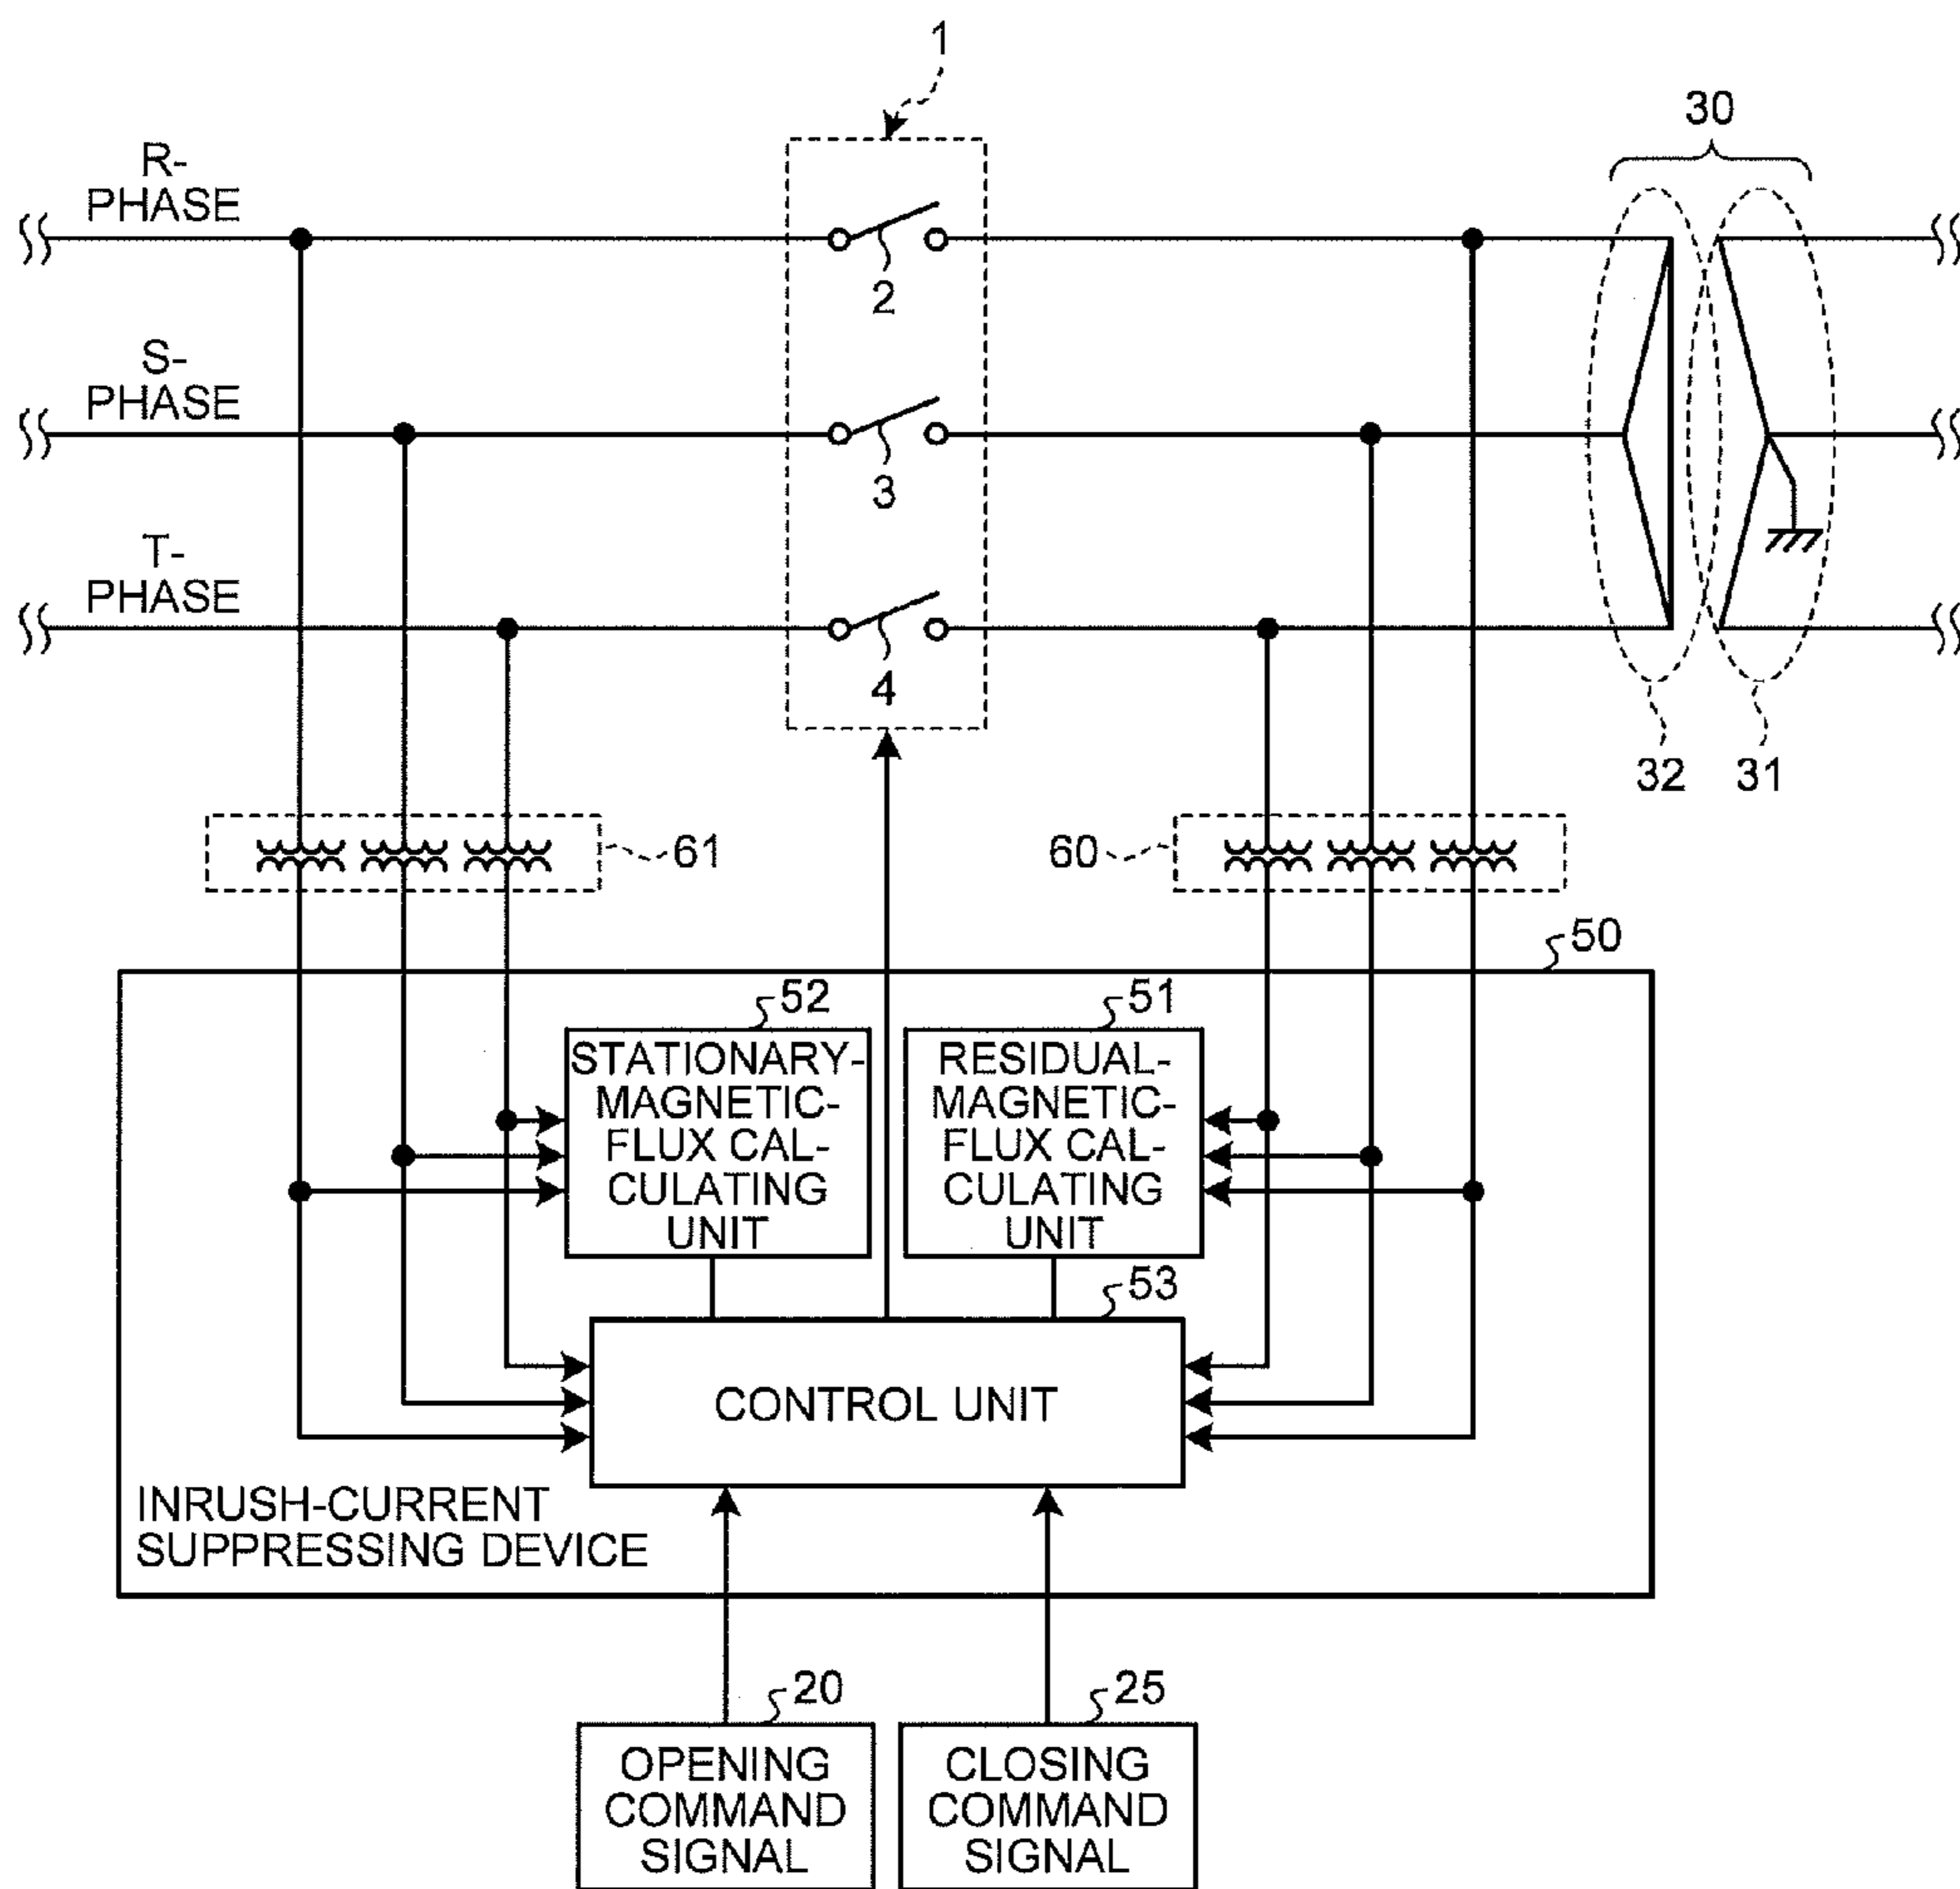 1
30
R-
PHASE
2
S-
PHASE
3
T-
PHASE
4
32
31
61
60
50
52
51
STATIONARY-
MAGNETIC-
FLUX CAL-
CULATING
UNIT
RESIDUAL-
MAGNETIC-
FLUX CAL-
CULATING
UNIT
53
CONTROL UNIT
INRUSH-CURRENT
SUPPRESSING DEVICE
20
25
OPENING
COMMAND
SIGNAL
CLOSING
COMMAND
SIGNAL